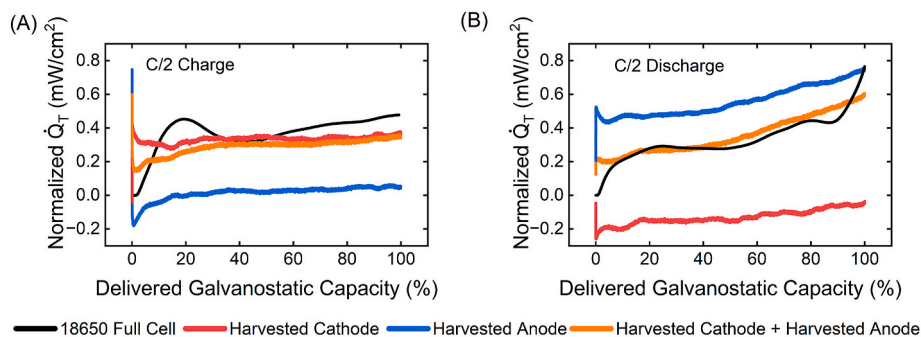 (A)
Normalized Q̇_T (mW/cm²)
0.8
0.6
0.4
0.2
0.0
−0.2
C/2 Charge
0 20 40 60 80 100
Delivered Galvanostatic Capacity (%)
(B)
Normalized Q̇_T (mW/cm²)
0.8
0.6
0.4
0.2
0.0
−0.2
C/2 Discharge
0 20 40 60 80 100
Delivered Galvanostatic Capacity (%)
18650 Full Cell Harvested Cathode Harvested Anode Harvested Cathode + Harvested Anode